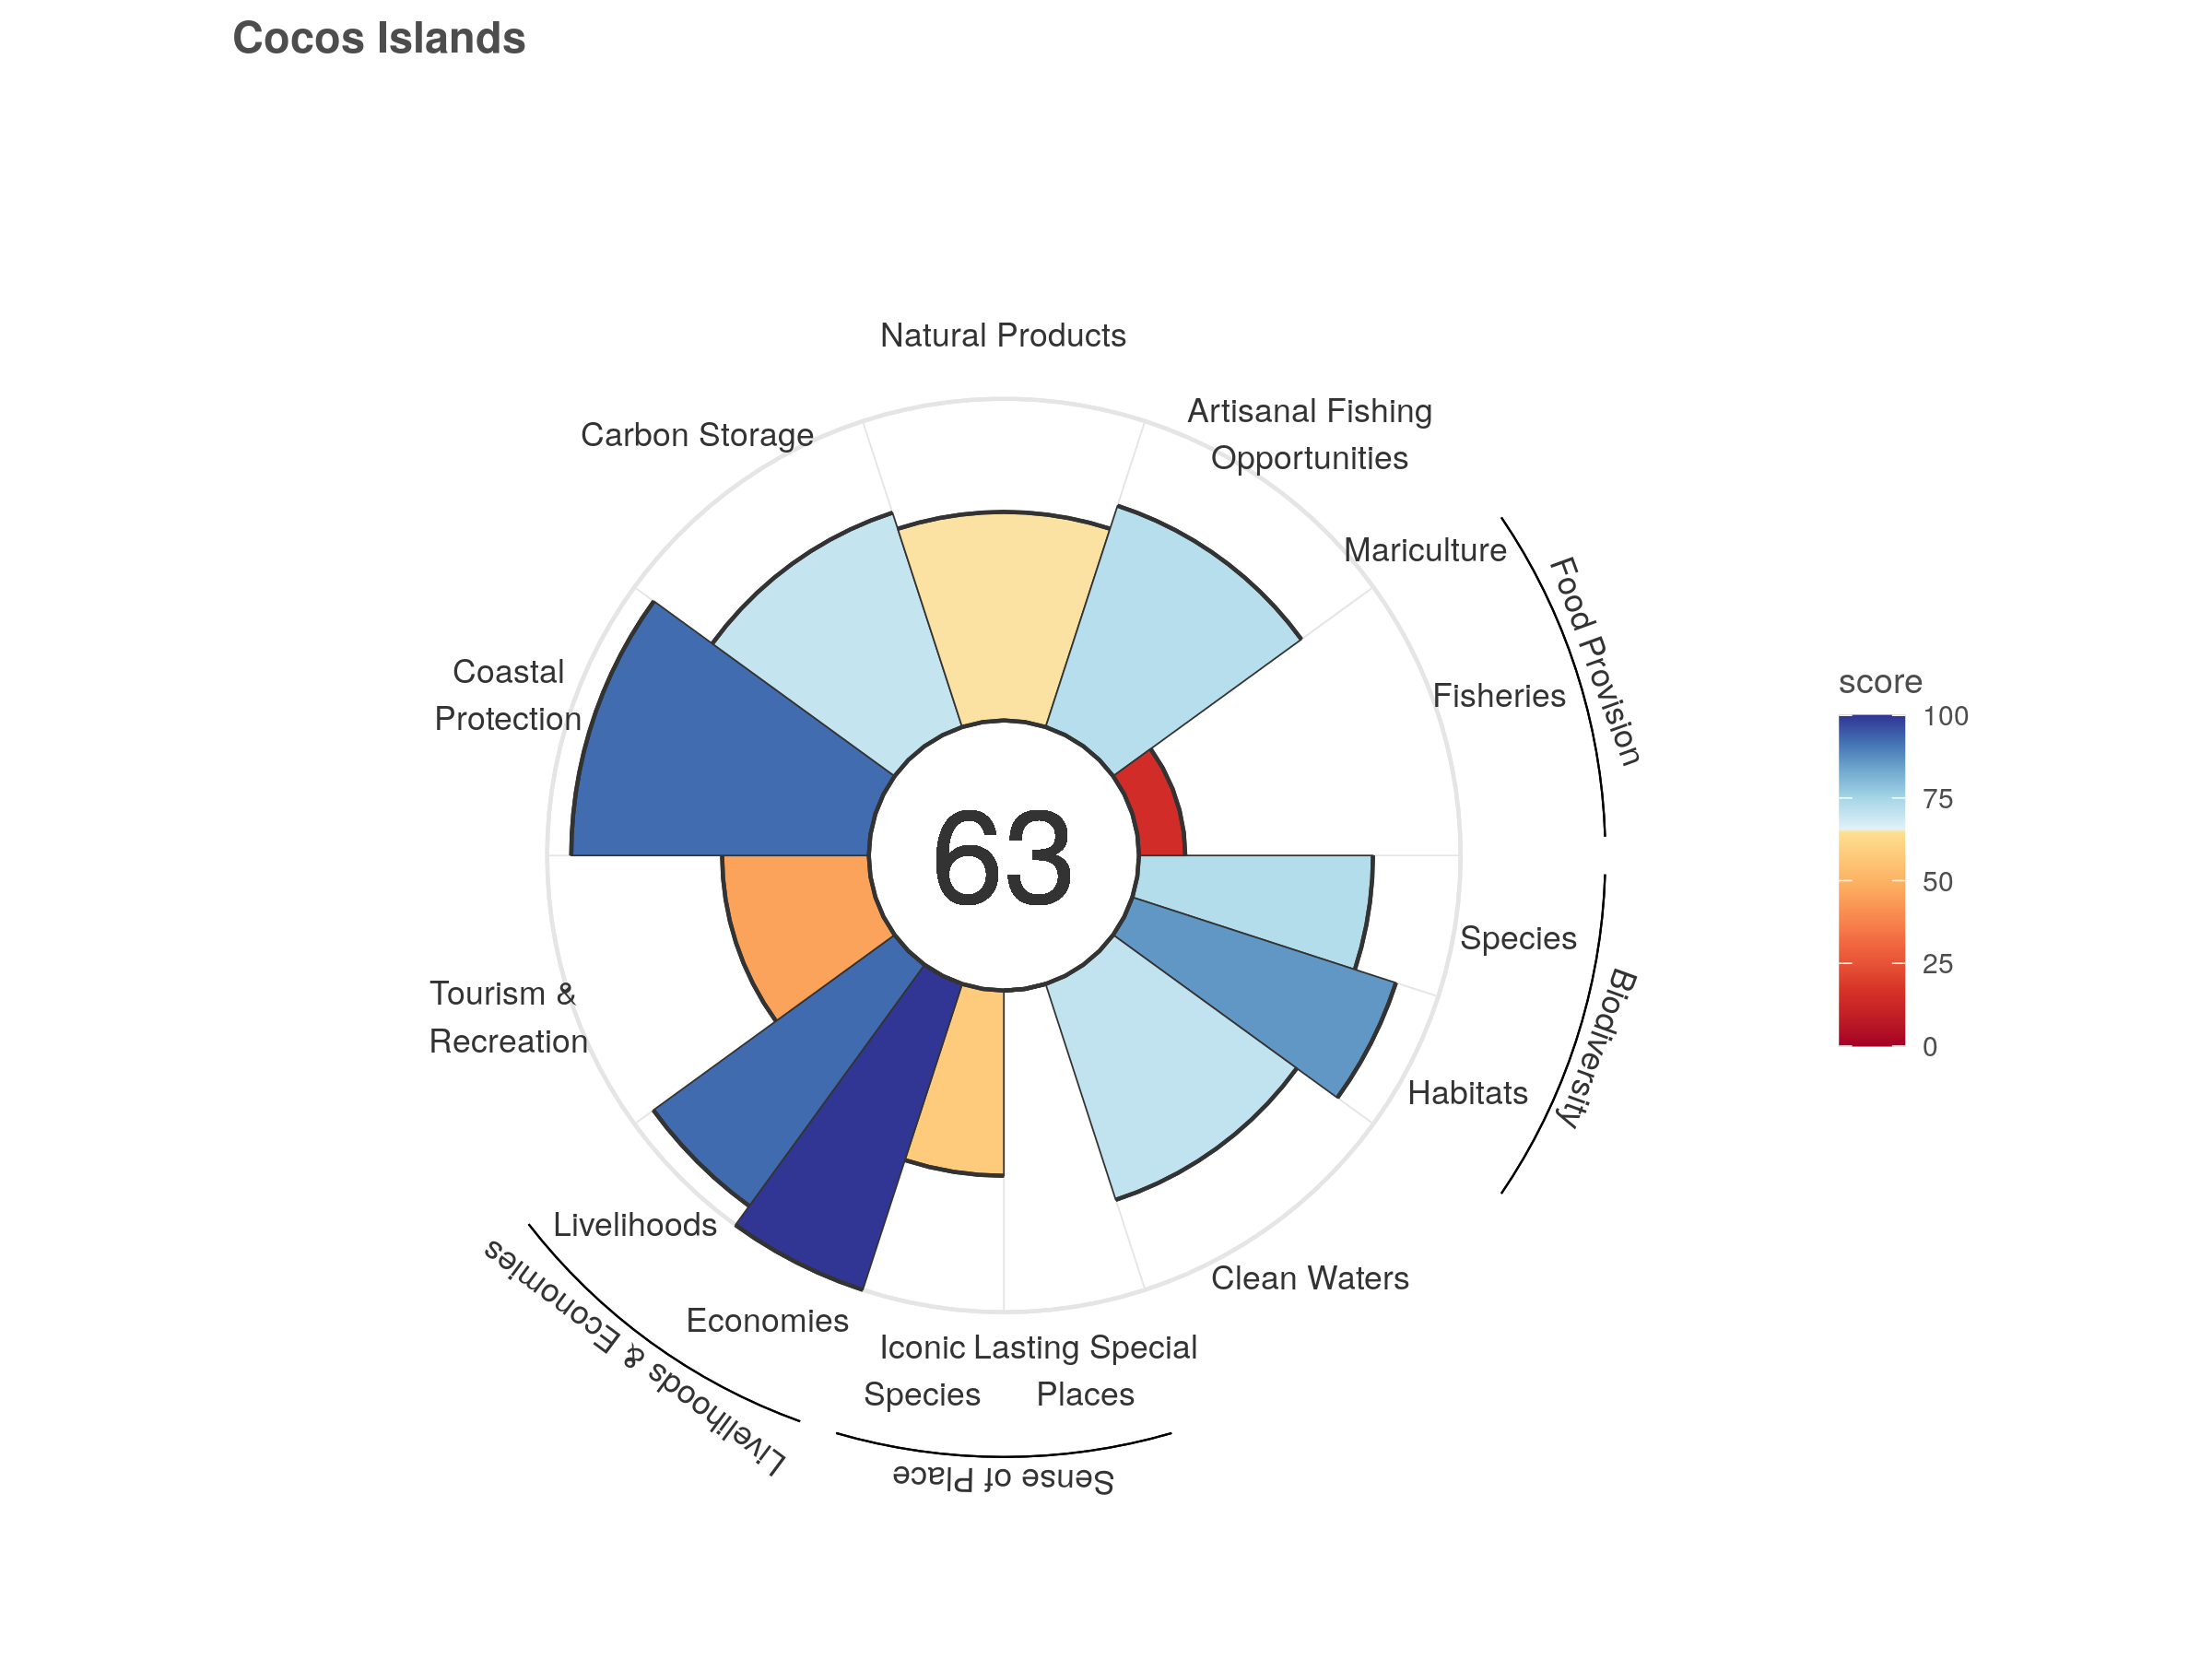 Cocos Islands
Natural Products
Artisanal Fishing
Opportunities
Carbon Storage
Mariculture
Food Provision
Fisheries
Coastal
Protection
63
Species
Biodiversity
Habitats
Tourism &
Recreation
Livelihoods
Livelihoods & Economies
Economies
Clean Waters
Iconic
Species
Lasting Special
Places
Sense of Place
score
100
75
50
25
0